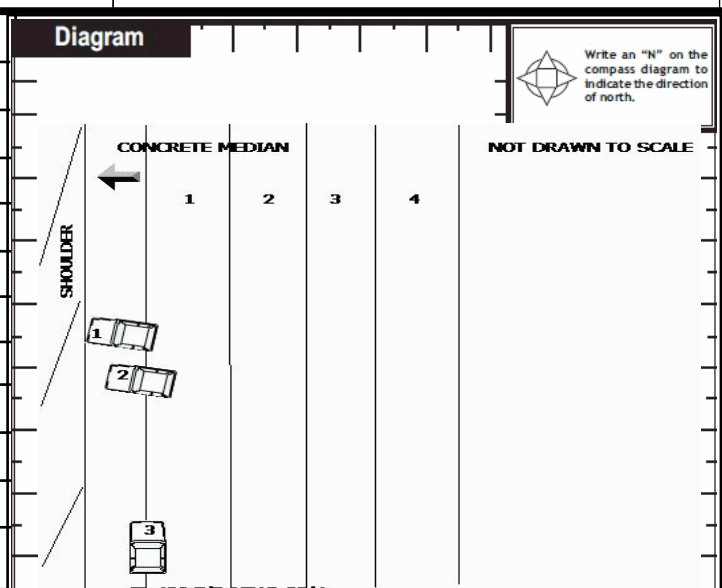 Diagram
Write an "N" on the
compass diagram to
indicate the direction
of north.
CONCRETE MEDIAN
NOT DRAWN TO SCALE
1 2 3 4
SHOULDER
1
2
3